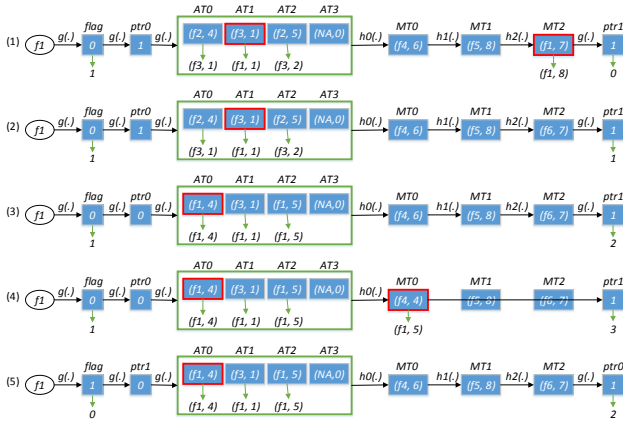 AT0 AT1 AT2 AT3
flag ptr0 MT0 MT1 MT2 ptr1
(1) f1 g(.) 0 g(.) 1 g(.) (f2, 4) (f3, 1) (f2, 5) (NA,0) h0(.) (f4, 6) h1(.) (f5, 8) h2(.) (f1, 7) g(.) 1
1 (f3, 1) (f1, 1) (f3, 2) (f1, 8) 0
AT0 AT1 AT2 AT3
flag ptr0 MT0 MT1 MT2 ptr1
(2) f1 g(.) 0 g(.) 1 g(.) (f2, 4) (f3, 1) (f2, 5) (NA,0) h0(.) (f4, 6) h1(.) (f5, 8) h2(.) (f6, 7) g(.) 1
1 (f3, 1) (f1, 1) (f3, 2) 1
AT0 AT1 AT2 AT3
flag ptr0 MT0 MT1 MT2 ptr1
(3) f1 g(.) 0 g(.) 0 g(.) (f1, 4) (f3, 1) (f1, 5) (NA,0) h0(.) (f4, 6) h1(.) (f5, 8) h2(.) (f6, 7) g(.) 1
1 (f1, 4) (f1, 1) (f1, 5) 2
AT0 AT1 AT2 AT3
flag ptr0 MT0 MT1 MT2 ptr1
(4) f1 g(.) 0 g(.) 0 g(.) (f1, 4) (f3, 1) (f1, 5) (NA,0) h0(.) (f4, 4) (f5, 8) (f6, 7) 1
1 (f1, 4) (f1, 1) (f1, 5) (f1, 5) 3
AT0 AT1 AT2 AT3
flag ptr1 MT0 MT1 MT2 ptr0
(5) f1 g(.) 1 g(.) 0 g(.) (f1, 4) (f3, 1) (f1, 5) (NA,0) h0(.) (f4, 6) h1(.) (f5, 8) h2(.) (f6, 7) g(.) 1
0 (f1, 4) (f1, 1) (f1, 5) 2